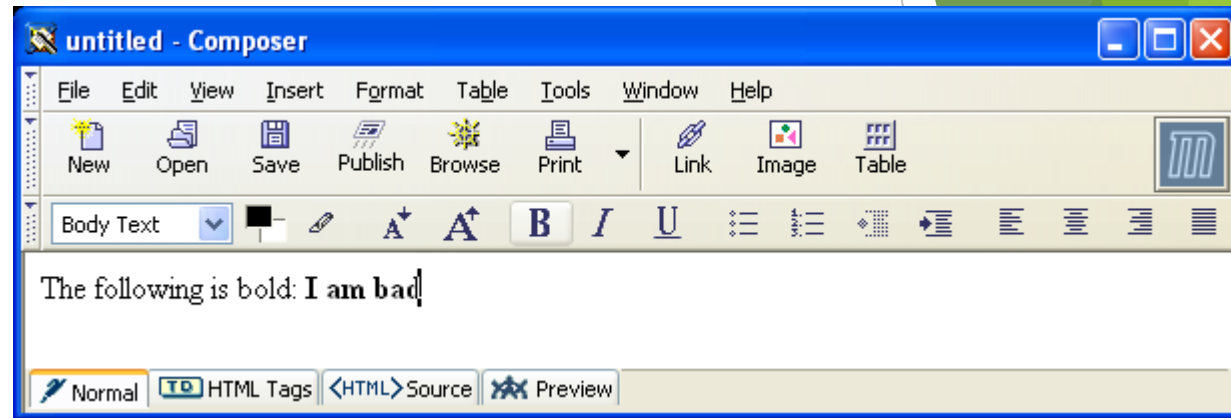 untitled - Composer
File Edit View Insert Format Table Tools Window Help
New Open Save Publish Browse Print Link Image Table
Body Text B I U
The following is bold: I am bad
Normal TD HTML Tags <HTML> Source Preview